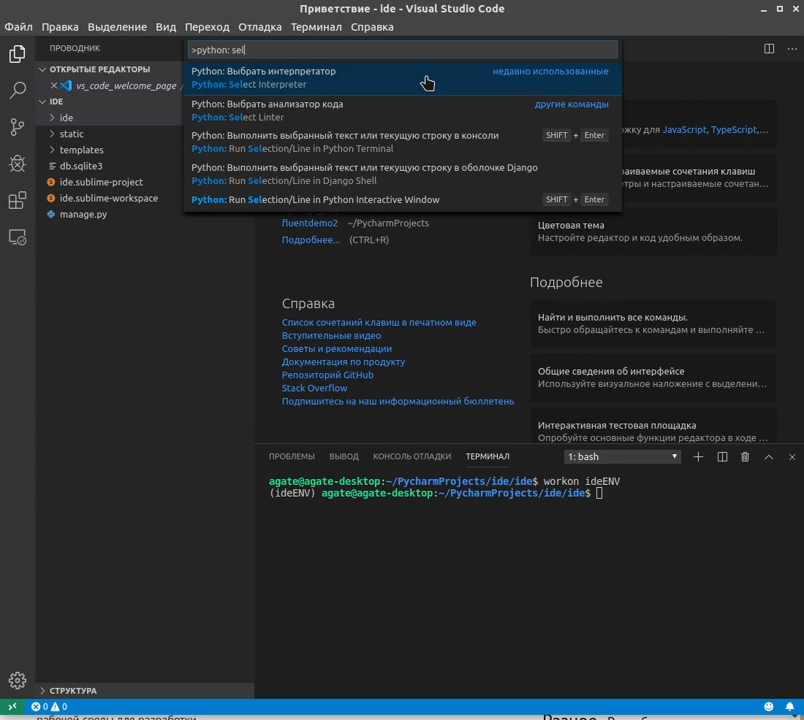 Приветствие - ide - Visual Studio Code
Файл Правка Выделение Вид Переход Отладка Терминал Справка
ПРОВОДНИК
ОТКРЫТЫЕ РЕДАКТОРЫ
vs_code_welcome_page /
IDE
ide
static
templates
db.sqlite3
ide.sublime-project
ide.sublime-workspace
manage.py
СТРУКТУРА
>python: sel
Python: Выбрать интерпретатор недавно использованные
Python: Select Interpreter
Python: Выбрать анализатор кода другие команды
Python: Select Linter
Python: Выполнить выбранный текст или текущую строку в консоли SHIFT + Enter
Python: Run Selection/Line in Python Terminal
Python: Выполнить выбранный текст или текущую строку в оболочке Django
Python: Run Selection/Line in Django Shell
Python: Run Selection/Line in Python Interactive Window SHIFT + Enter
fluentdemo2 ~/PycharmProjects
Подробнее... (CTRL+R)
Справка
Список сочетаний клавиш в печатном виде
Вступительные видео
Советы и рекомендации
Документация по продукту
Репозиторий GitHub
Stack Overflow
Подпишитесь на наш информационный бюллетень
JavaScript, TypeScript,
сочетания клавиш
и настраиваемые сочетан...
Цветовая тема
Настройте редактор и код удобным образом.
Подробнее
Найти и выполнить все команды.
Быстро обращайтесь к командам и выполняйте ...
Общие сведения об интерфейсе
Используйте визуальное наложение с выделени...
Интерактивная тестовая площадка
Опробуйте основные функции редактора в ходе ...
ПРОБЛЕМЫ ВЫВОД КОНСОЛЬ ОТЛАДКИ ТЕРМИНАЛ 1: bash
agate@agate-desktop:~/PycharmProjects/ide/ide$ workon ideENV
(ideENV) agate@agate-desktop:~/PycharmProjects/ide/ide$
0 0